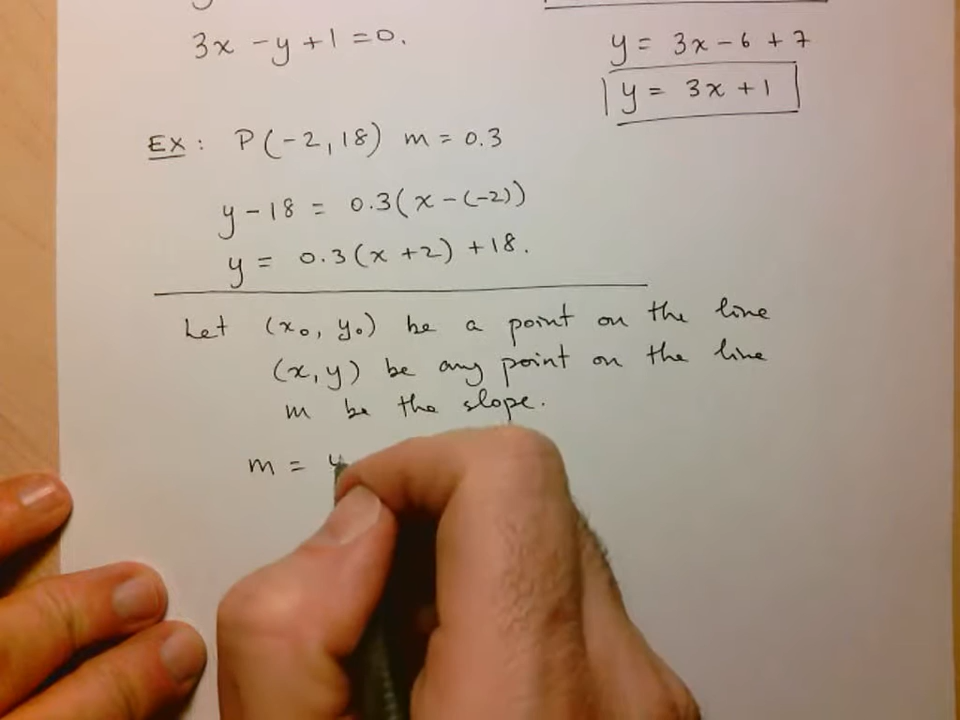 3x - y + 1 = 0.
y = 3x - 6 + 7
y = 3x + 1
EX: P(-2, 18) m = 0.3
y - 18 = 0.3(x - (-2))
y = 0.3(x + 2) + 18.
Let (x₀, y₀) be a point on the line
(x, y) be any point on the line
m be the slope.
m = y